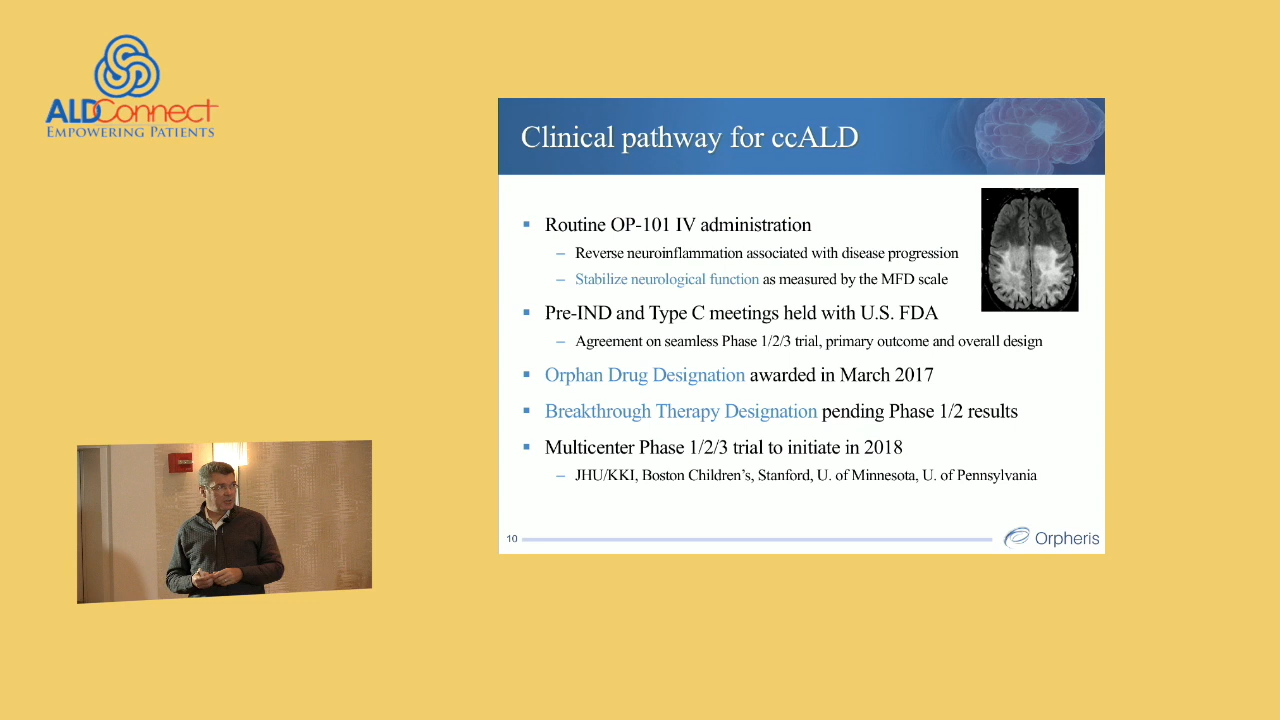 ALDConnect
EMPOWERING PATIENTS
Clinical pathway for ccALD
▪ Routine OP-101 IV administration
– Reverse neuroinflammation associated with disease progression
– Stabilize neurological function as measured by the MFD scale
▪ Pre-IND and Type C meetings held with U.S. FDA
– Agreement on seamless Phase 1/2/3 trial, primary outcome and overall design
▪ Orphan Drug Designation awarded in March 2017
▪ Breakthrough Therapy Designation pending Phase 1/2 results
▪ Multicenter Phase 1/2/3 trial to initiate in 2018
– JHU/KKI, Boston Children's, Stanford, U. of Minnesota, U. of Pennsylvania
10
Orpheris